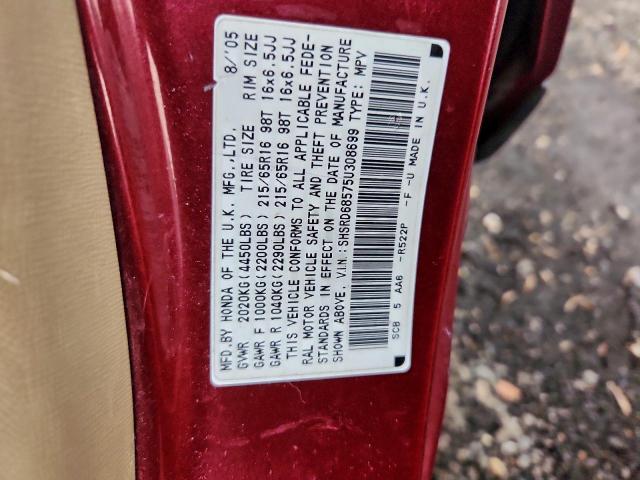 MFD.BY HONDA OF THE U.K. MFG.,LTD. 8/'05
GVWR 2020KG(4450LBS) TIRE SIZE RIM SIZE
GAWR F 1000KG(2200LBS) 215/65R16 98T 16x6.5JJ
GAWR R 1040KG(2290LBS) 215/65R16 98T 16x6.5JJ
THIS VEHICLE CONFORMS TO ALL APPLICABLE FEDE-
RAL MOTOR VEHICLE SAFETY AND THEFT PREVENTION
STANDARDS IN EFFECT ON THE DATE OF MANUFACTURE
SHOWN ABOVE. V.I.N.:SHSRD68575U308699 TYPE: MPV
SCB 5 AA6 -R522P -F -U MADE IN U.K.